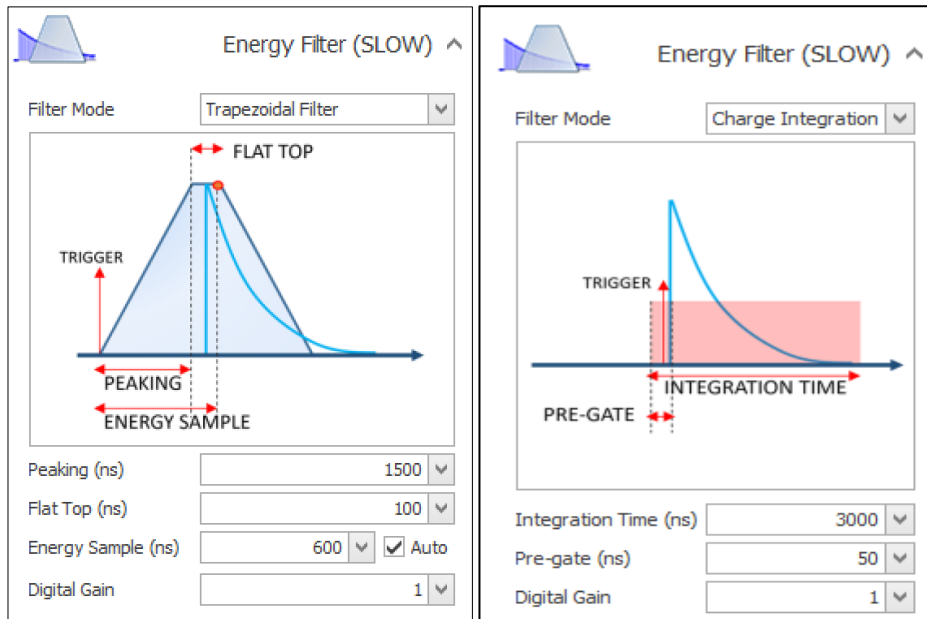 Energy Filter (SLOW)
Filter Mode Trapezoidal Filter
FLAT TOP
TRIGGER
PEAKING
ENERGY SAMPLE
Peaking (ns) 1500
Flat Top (ns) 100
Energy Sample (ns) 600 Auto
Digital Gain 1
Energy Filter (SLOW)
Filter Mode Charge Integration
TRIGGER
INTEGRATION TIME
PRE-GATE
Integration Time (ns) 3000
Pre-gate (ns) 50
Digital Gain 1